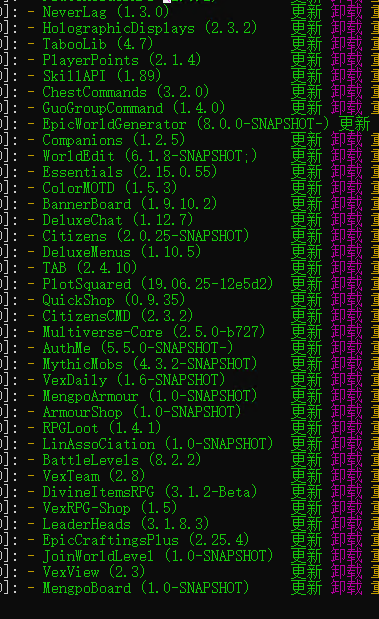 ]: - NeverLag (1.3.0) 更新 卸载
]: - HolographicDisplays (2.3.2) 更新 卸载
]: - TabooLib (4.7) 更新 卸载
]: - PlayerPoints (2.1.4) 更新 卸载
]: - SkillAPI (1.89) 更新 卸载
]: - ChestCommands (3.2.0) 更新 卸载
]: - GuoGroupCommand (1.4.0) 更新 卸载
]: - EpicWorldGenerator (8.0.0-SNAPSHOT-) 更新
]: - Companions (1.2.5) 更新 卸载
]: - WorldEdit (6.1.8-SNAPSHOT;) 更新 卸载
]: - Essentials (2.15.0.55) 更新 卸载
]: - ColorMOTD (1.5.3) 更新 卸载
]: - BannerBoard (1.9.10.2) 更新 卸载
]: - DeluxeChat (1.12.7) 更新 卸载
]: - Citizens (2.0.25-SNAPSHOT) 更新 卸载
]: - DeluxeMenus (1.10.5) 更新 卸载
]: - TAB (2.4.10) 更新 卸载
]: - PlotSquared (19.06.25-12e5d2) 更新 卸载
]: - QuickShop (0.9.35) 更新 卸载
]: - CitizensCMD (2.3.2) 更新 卸载
]: - Multiverse-Core (2.5.0-b727) 更新 卸载
]: - AuthMe (5.5.0-SNAPSHOT-) 更新 卸载
]: - MythicMobs (4.3.2-SNAPSHOT) 更新 卸载
]: - VexDaily (1.6-SNAPSHOT) 更新 卸载
]: - MengpoArmour (1.0-SNAPSHOT) 更新 卸载
]: - ArmourShop (1.0-SNAPSHOT) 更新 卸载
]: - RPGLoot (1.4.1) 更新 卸载
]: - LinAssoCiation (1.0-SNAPSHOT) 更新 卸载
]: - BattleLevels (8.2.2) 更新 卸载
]: - VexTeam (2.8) 更新 卸载
]: - DivineItemsRPG (3.1.2-Beta) 更新 卸载
]: - VexRPG-Shop (1.5) 更新 卸载
]: - LeaderHeads (3.1.8.3) 更新 卸载
]: - EpicCraftingsPlus (2.25.4) 更新 卸载
]: - JoinWorldLevel (1.0-SNAPSHOT) 更新 卸载
]: - VexView (2.3) 更新 卸载
]: - MengpoBoard (1.0-SNAPSHOT) 更新 卸载